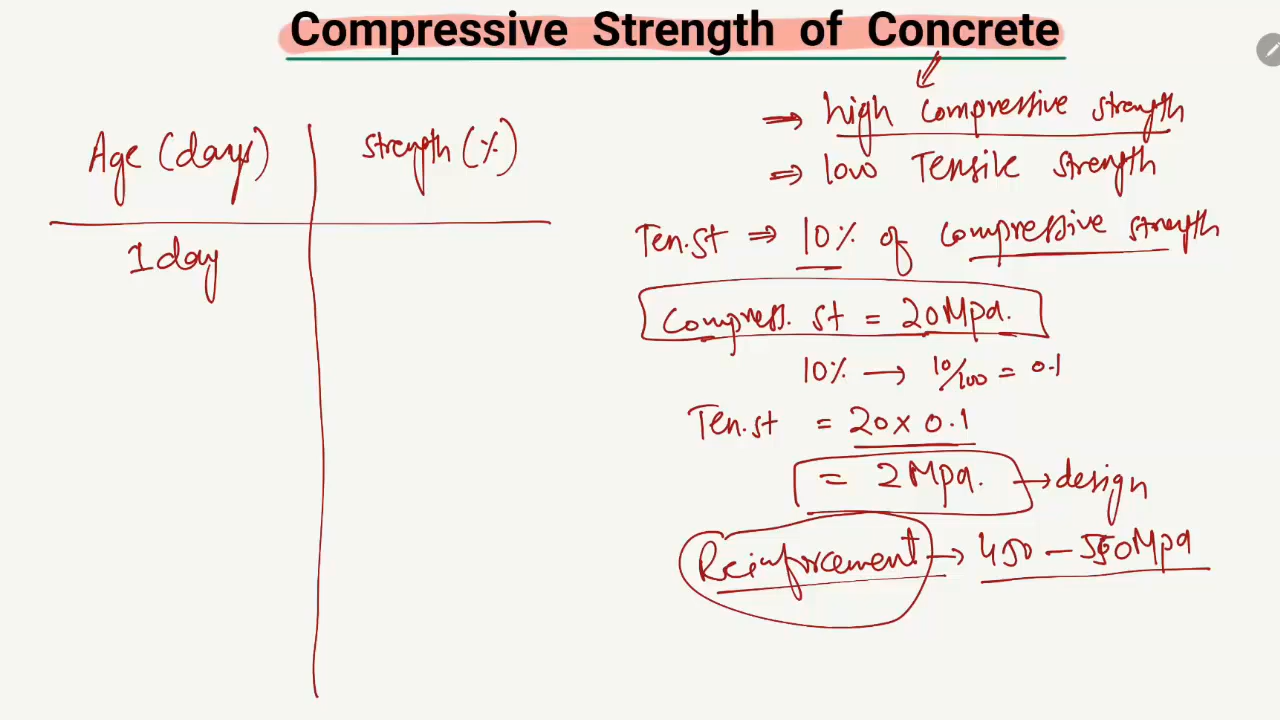 Compressive Strength of Concrete
Age (days)
Strength (%)
1 day
⇒ high compressive strength
⇒ low Tensile strength
Ten.st ⇒ 10% of compressive strength
Compress. st = 20Mpa.
10% → 10/100 = 0.1
Ten.st = 20 x 0.1
= 2Mpa. → design
Reinforcement → 450 - 550Mpa